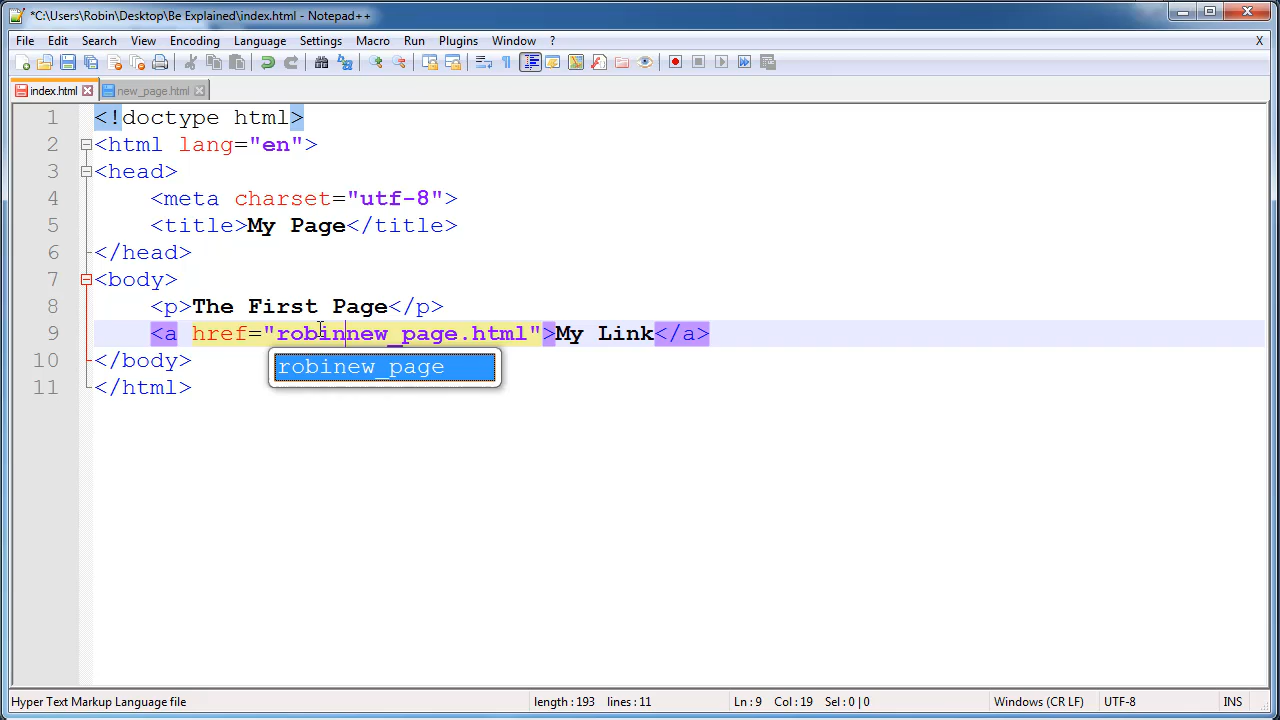 *C:\Users\Robin\Desktop\Be Explained\index.html - Notepad++
File Edit Search View Encoding Language Settings Macro Run Plugins Window ? X
index.html new_page.html
1 <!doctype html>
2 <html lang="en">
3 <head>
4 <meta charset="utf-8">
5 <title>My Page</title>
6 </head>
7 <body>
8 <p>The First Page</p>
9 <a href="robinnew_page.html">My Link</a>
robinew_page
10 </body>
11 </html>
Hyper Text Markup Language file length : 193 lines : 11 Ln : 9 Col : 19 Sel : 0 | 0 Windows (CR LF) UTF-8 INS